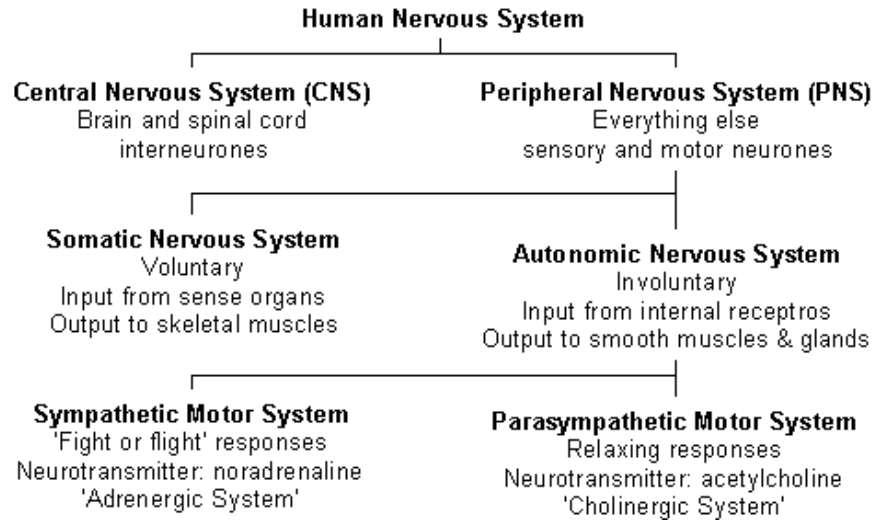 Human Nervous System
Central Nervous System (CNS)
Brain and spinal cord
interneurones
Peripheral Nervous System (PNS)
Everything else
sensory and motor neurones
Somatic Nervous System
Voluntary
Input from sense organs
Output to skeletal muscles
Autonomic Nervous System
Involuntary
Input from internal receptros
Output to smooth muscles & glands
Sympathetic Motor System
'Fight or flight' responses
Neurotransmitter: noradrenaline
'Adrenergic System'
Parasympathetic Motor System
Relaxing responses
Neurotransmitter: acetylcholine
'Cholinergic System'